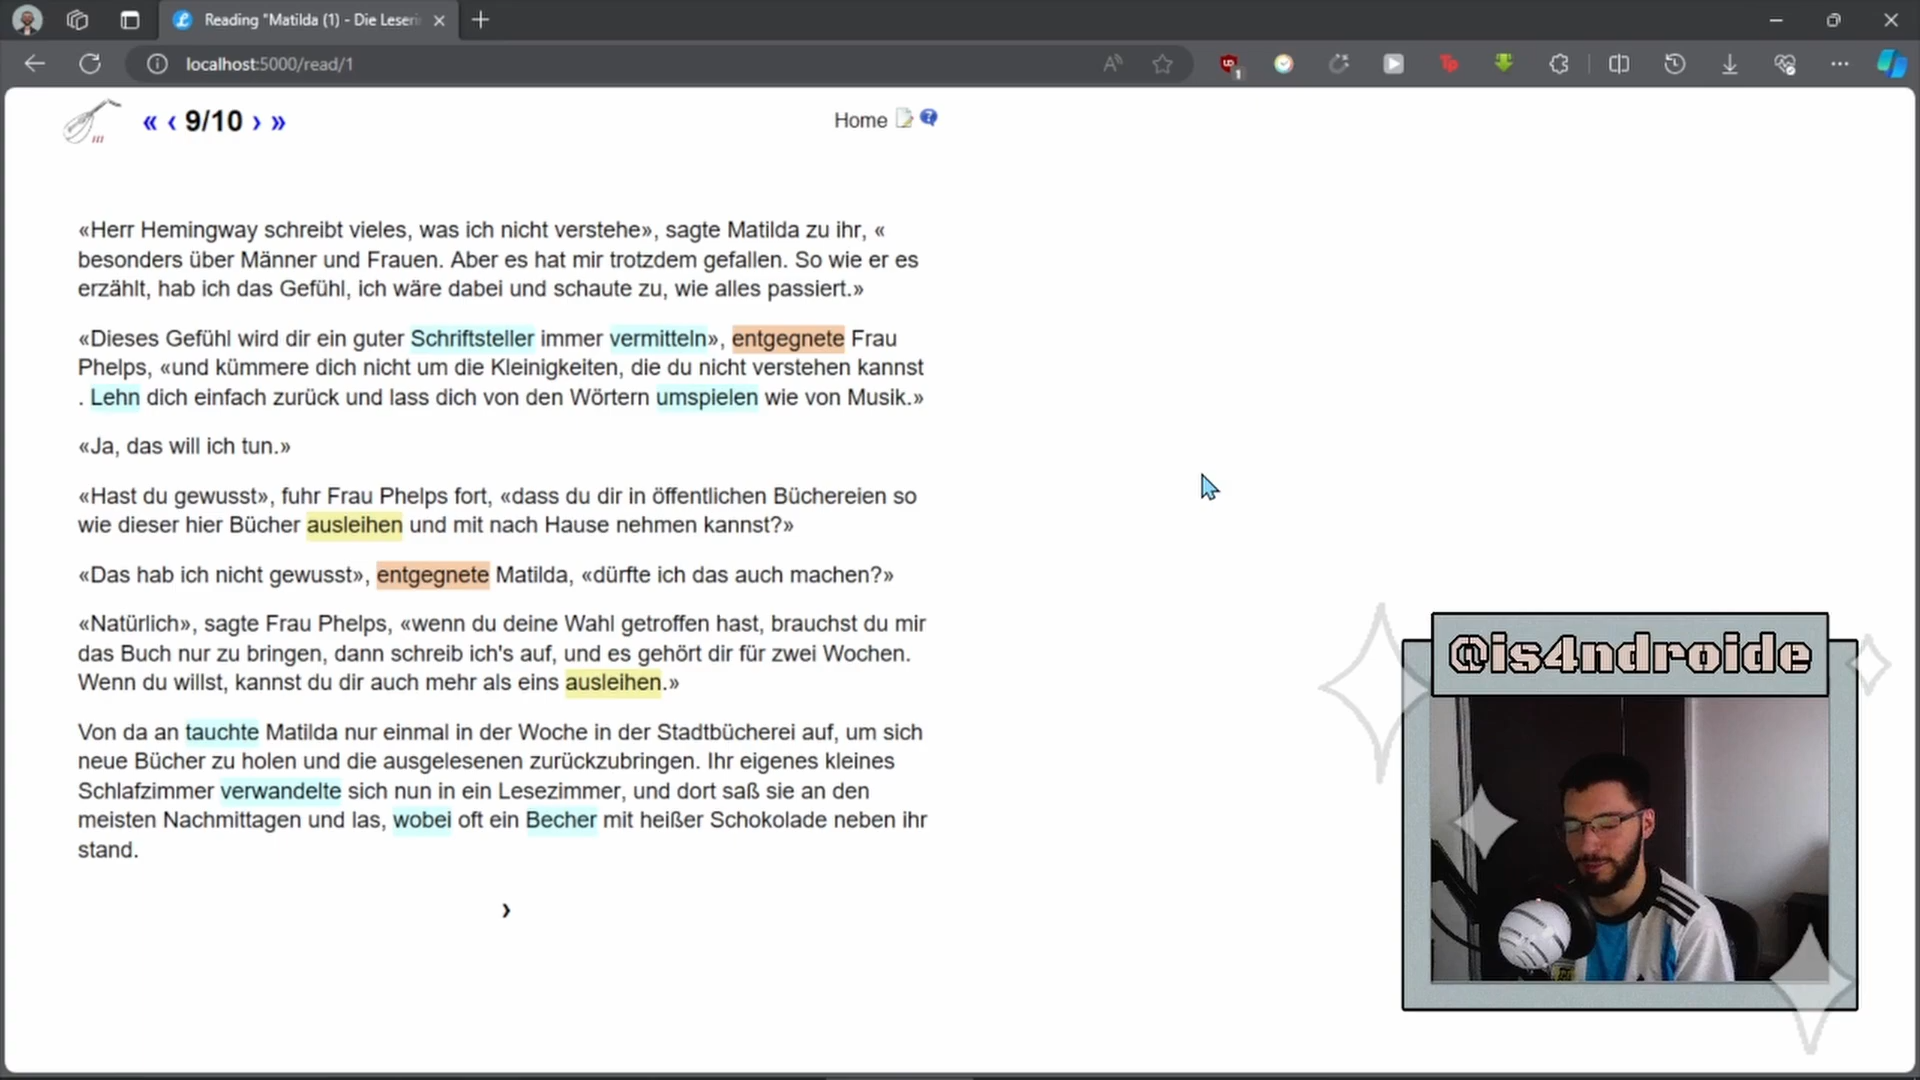 Reading "Matilda (1) - Die Leseri
localhost:5000/read/1
« ‹ 9/10 › »
Home
«Herr Hemingway schreibt vieles, was ich nicht verstehe», sagte Matilda zu ihr, «
besonders über Männer und Frauen. Aber es hat mir trotzdem gefallen. So wie er es
erzählt, hab ich das Gefühl, ich wäre dabei und schaute zu, wie alles passiert.»
«Dieses Gefühl wird dir ein guter Schriftsteller immer vermitteln», entgegnete Frau
Phelps, «und kümmere dich nicht um die Kleinigkeiten, die du nicht verstehen kannst
. Lehn dich einfach zurück und lass dich von den Wörtern umspielen wie von Musik.»
«Ja, das will ich tun.»
«Hast du gewusst», fuhr Frau Phelps fort, «dass du dir in öffentlichen Büchereien so
wie dieser hier Bücher ausleihen und mit nach Hause nehmen kannst?»
«Das hab ich nicht gewusst», entgegnete Matilda, «dürfte ich das auch machen?»
«Natürlich», sagte Frau Phelps, «wenn du deine Wahl getroffen hast, brauchst du mir
das Buch nur zu bringen, dann schreib ich's auf, und es gehört dir für zwei Wochen.
Wenn du willst, kannst du dir auch mehr als eins ausleihen.»
Von da an tauchte Matilda nur einmal in der Woche in der Stadtbücherei auf, um sich
neue Bücher zu holen und die ausgelesenen zurückzubringen. Ihr eigenes kleines
Schlafzimmer verwandelte sich nun in ein Lesezimmer, und dort saß sie an den
meisten Nachmittagen und las, wobei oft ein Becher mit heißer Schokolade neben ihr
stand.
›
@is4ndroide